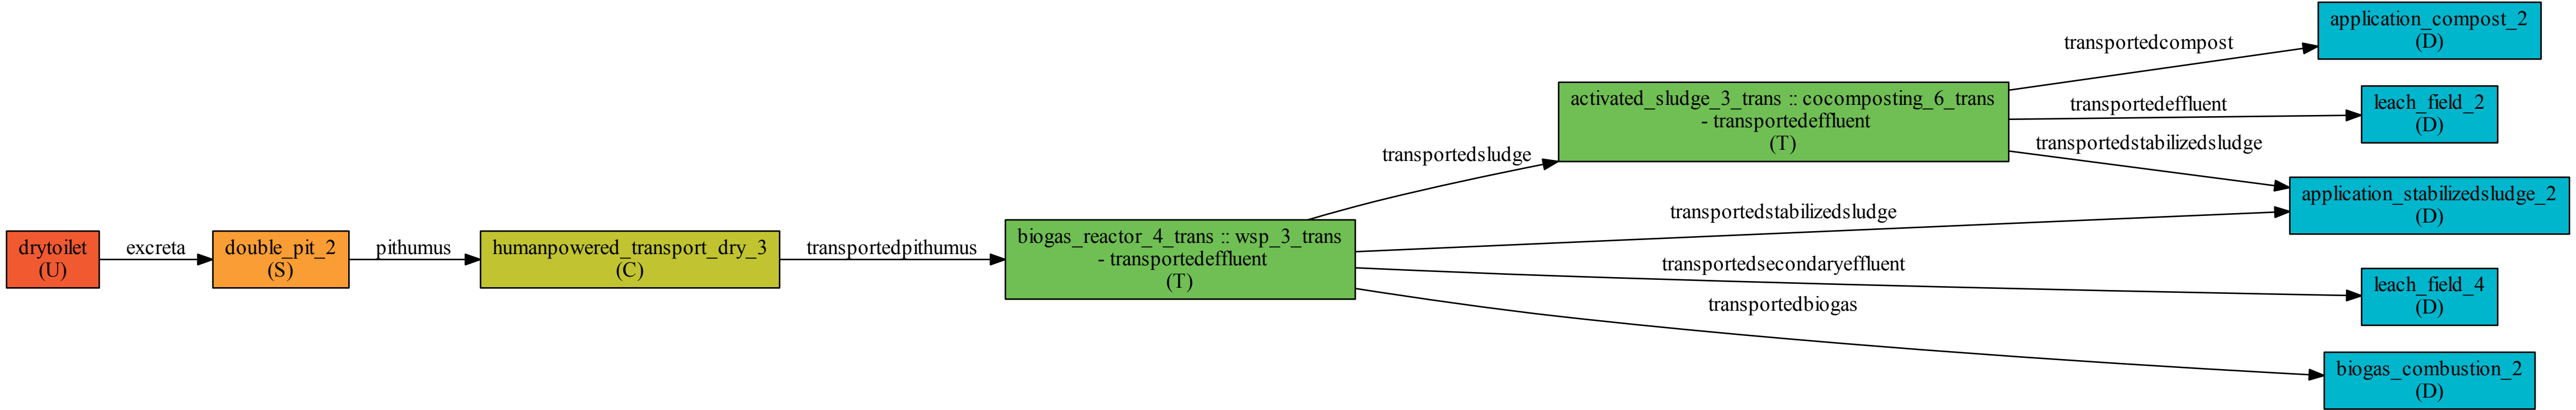 drytoilet
(U)
excreta
double_pit_2
(S)
pithumus
humanpowered_transport_dry_3
(C)
transportedpithumus
biogas_reactor_4_trans :: wsp_3_trans
- transportedeffluent
(T)
transportedsludge
activated_sludge_3_trans :: cocomposting_6_trans
- transportedeffluent
(T)
transportedcompost
application_compost_2
(D)
transportedeffluent
leach_field_2
(D)
transportedstabilizedsludge
application_stabilizedsludge_2
(D)
transportedstabilizedsludge
transportedsecondaryeffluent
leach_field_4
(D)
transportedbiogas
biogas_combustion_2
(D)